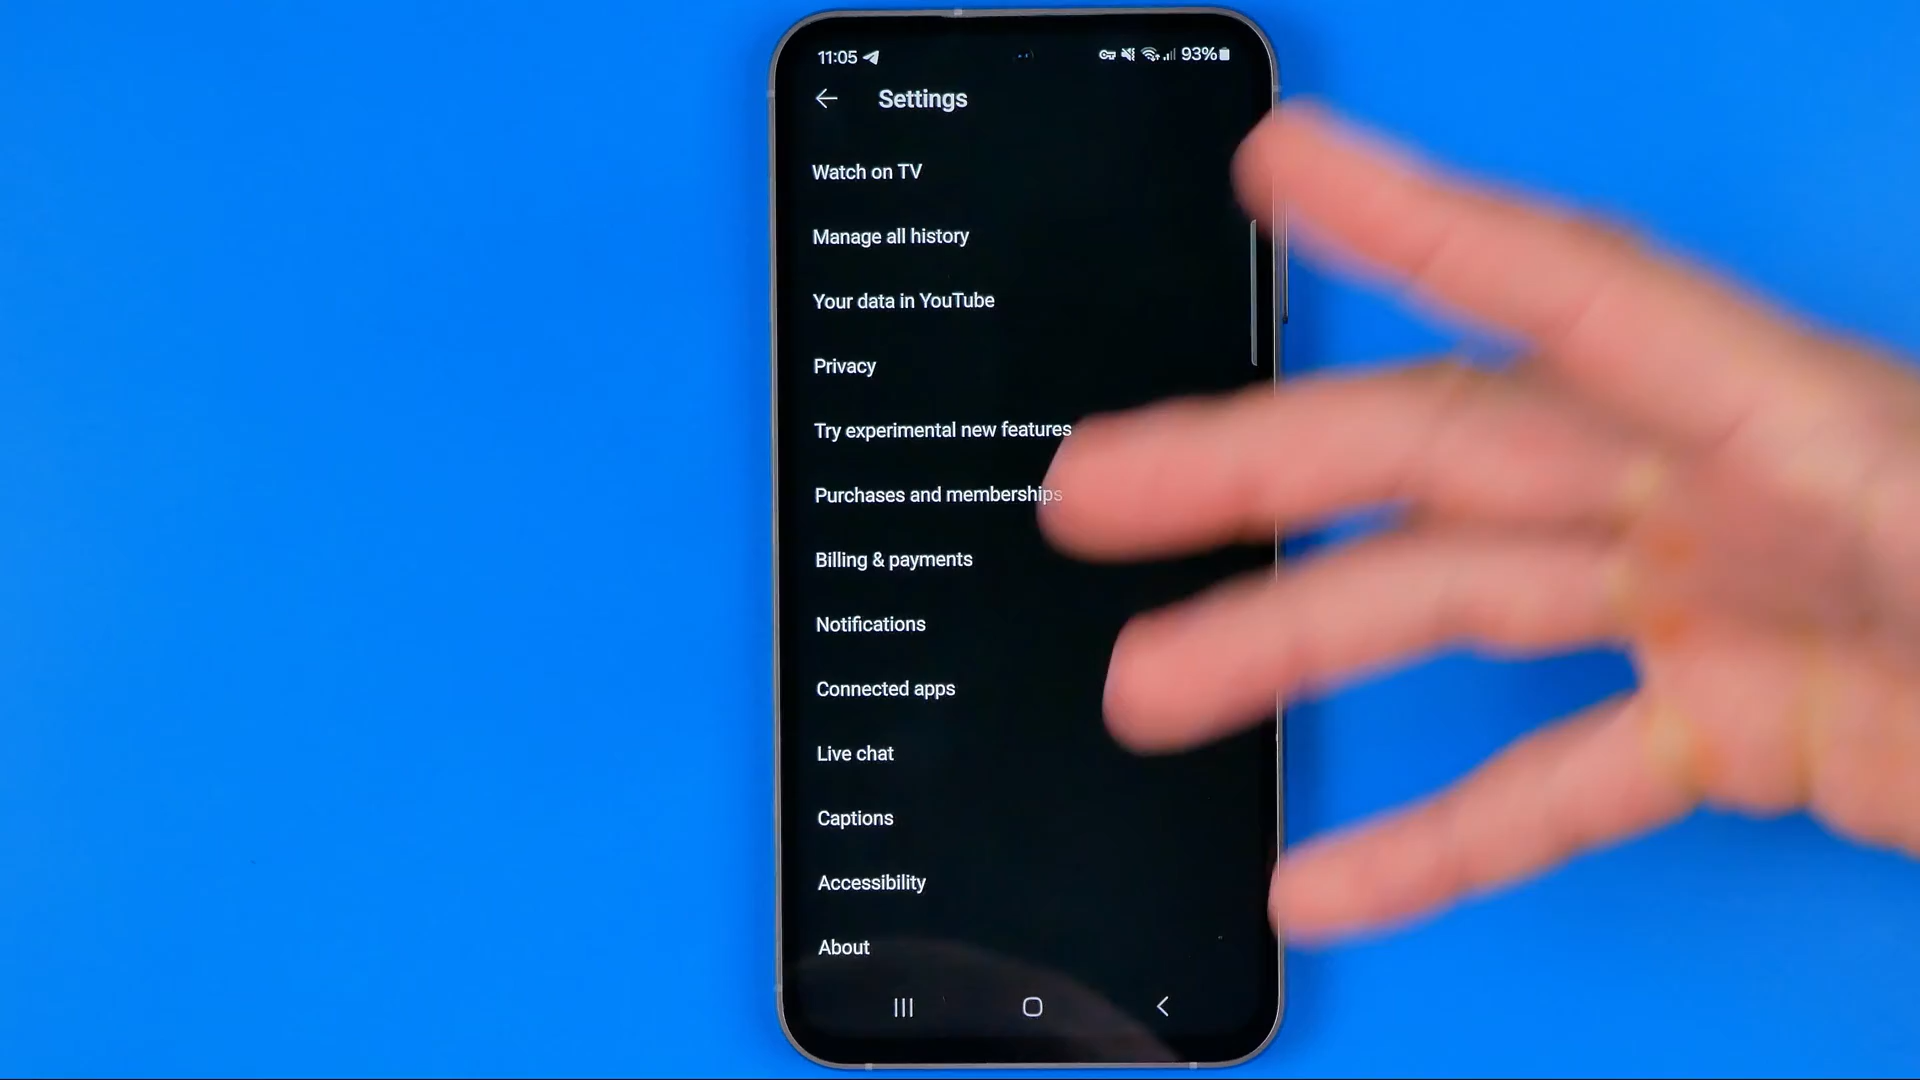 11:05 93%
Settings
Watch on TV
Manage all history
Your data in YouTube
Privacy
Try experimental new features
Purchases and memberships
Billing & payments
Notifications
Connected apps
Live chat
Captions
Accessibility
About